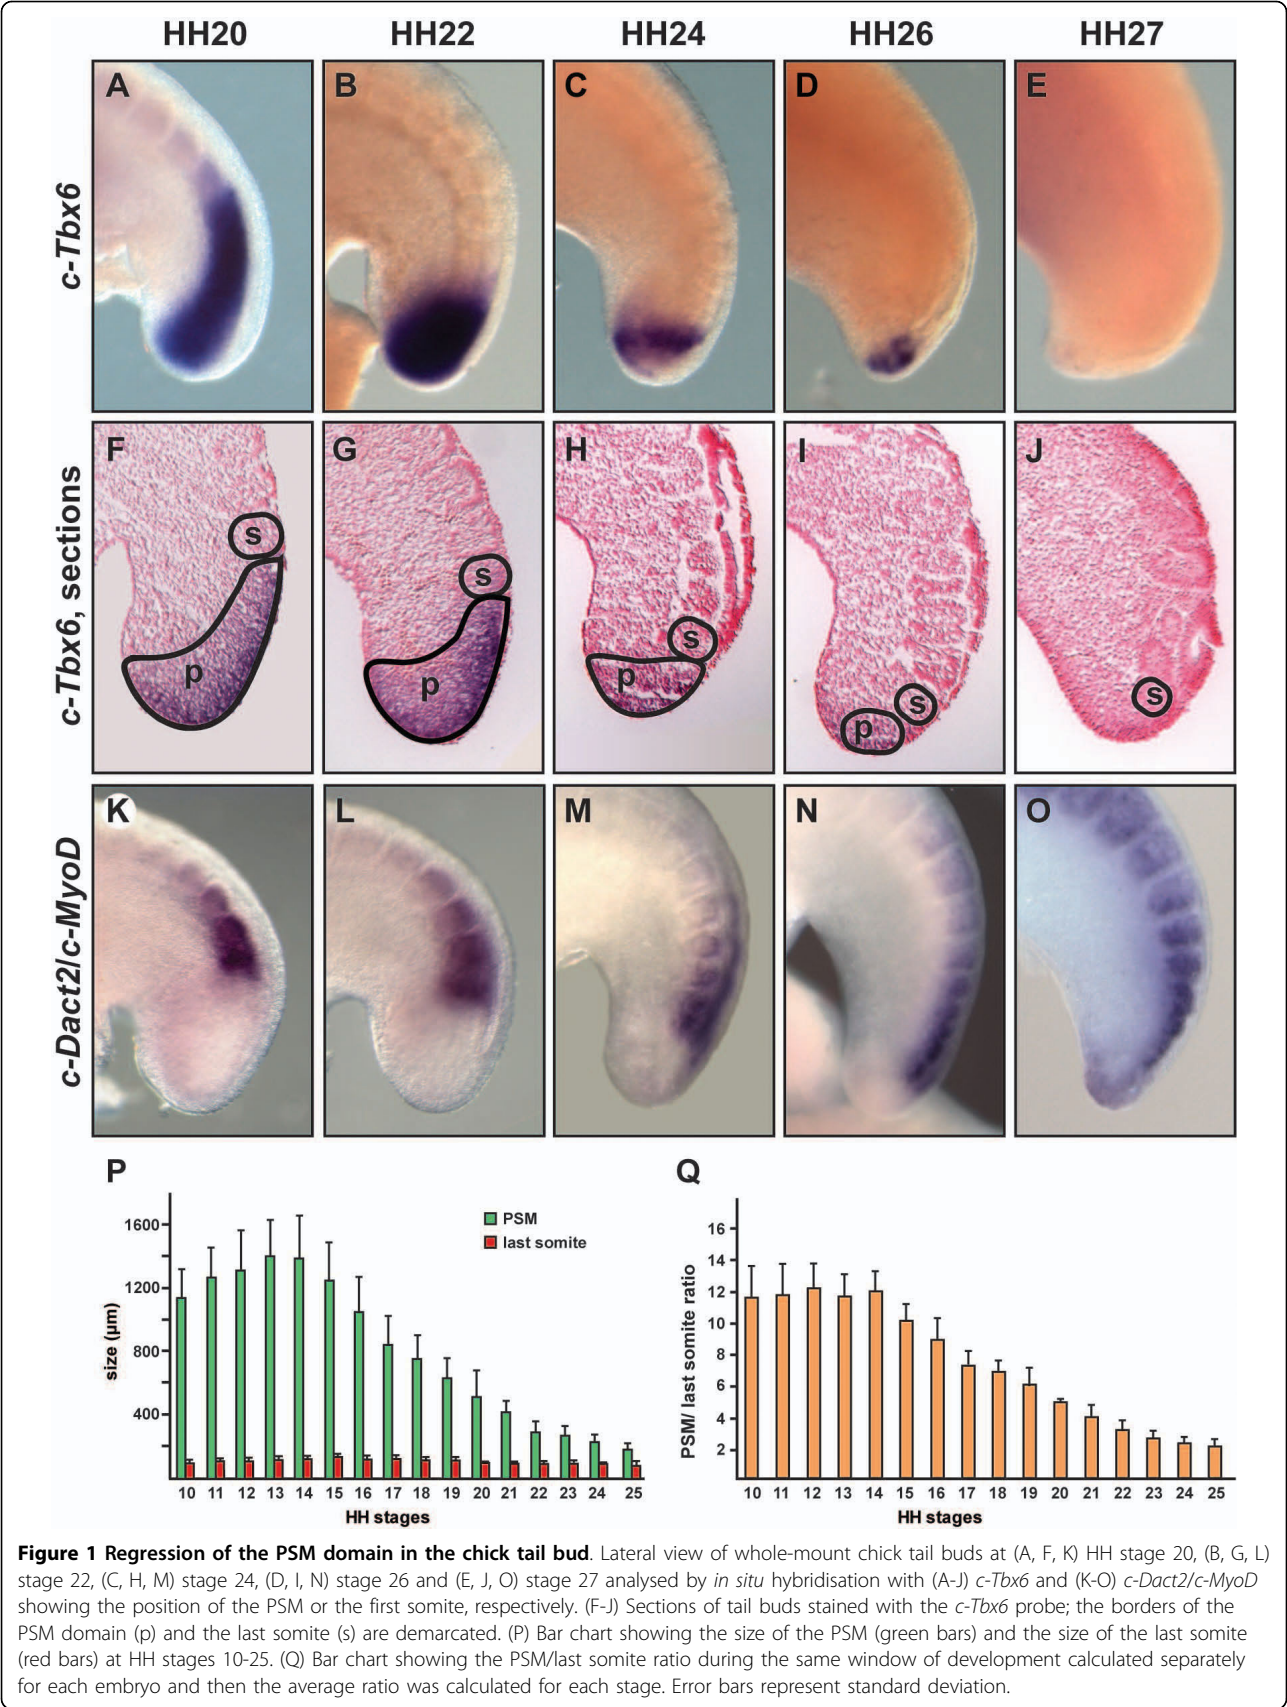 HH20 HH22 HH24 HH26 HH27
c-Tbx6
A B C D E
c-Tbx6, sections
F G H I J
s s s s s
p p p p
c-Dact2/c-MyoD
K L M N O
P
size (µm)
1600
1200
800
400
PSM
last somite
10 11 12 13 14 15 16 17 18 19 20 21 22 23 24 25
HH stages
Q
PSM/ last somite ratio
16
14
12
10
8
6
4
2
10 11 12 13 14 15 16 17 18 19 20 21 22 23 24 25
HH stages
Figure 1 Regression of the PSM domain in the chick tail bud. Lateral view of whole-mount chick tail buds at (A, F, K) HH stage 20, (B, G, L)
stage 22, (C, H, M) stage 24, (D, I, N) stage 26 and (E, J, O) stage 27 analysed by in situ hybridisation with (A-J) c-Tbx6 and (K-O) c-Dact2/c-MyoD
showing the position of the PSM or the first somite, respectively. (F-J) Sections of tail buds stained with the c-Tbx6 probe; the borders of the
PSM domain (p) and the last somite (s) are demarcated. (P) Bar chart showing the size of the PSM (green bars) and the size of the last somite
(red bars) at HH stages 10-25. (Q) Bar chart showing the PSM/last somite ratio during the same window of development calculated separately
for each embryo and then the average ratio was calculated for each stage. Error bars represent standard deviation.